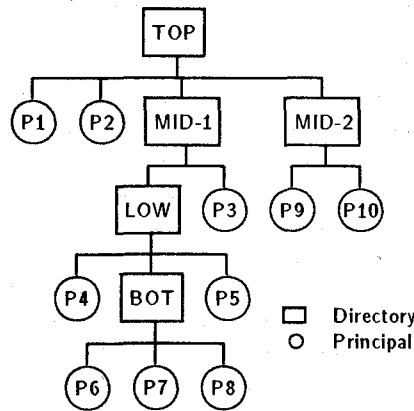 TOP
P1 P2 MID-1 MID-2
LOW P3 P9 P10
P4 BOT P5
Directory
Principal
P6 P7 P8